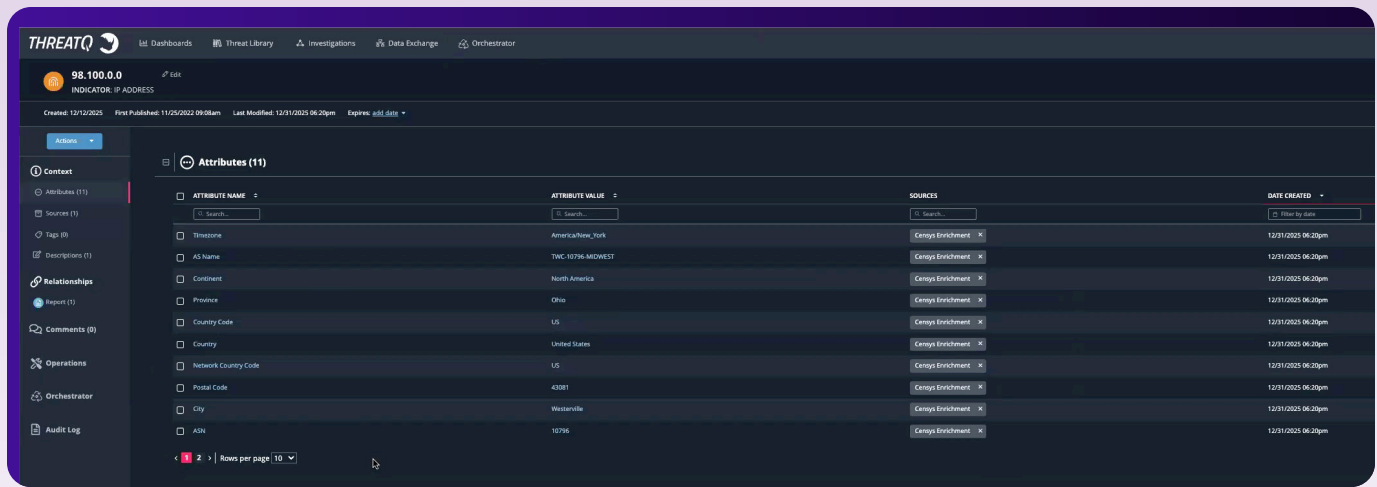 THREATQ Dashboards Threat Library Investigations Data Exchange Orchestrator
98.100.0.0 Edit
INDICATOR: IP ADDRESS
Created: 12/12/2025 First Published: 11/25/2022 09:08am Last Modified: 12/31/2025 06:20pm Expires: add date
Actions
Context
Attributes (11)
Sources (1)
Tags (0)
Descriptions (1)
Relationships
Report (1)
Comments (0)
Operations
Orchestrator
Audit Log
Attributes (11)
ATTRIBUTE NAME ATTRIBUTE VALUE SOURCES DATE CREATED
Search... Search... Search... Filter by date
Timezone America/New_York Censys Enrichment × 12/31/2025 06:20pm
AS Name TWC-10796-MIDWEST Censys Enrichment × 12/31/2025 06:20pm
Continent North America Censys Enrichment × 12/31/2025 06:20pm
Province Ohio Censys Enrichment × 12/31/2025 06:20pm
Country Code US Censys Enrichment × 12/31/2025 06:20pm
Country United States Censys Enrichment × 12/31/2025 06:20pm
Network Country Code US Censys Enrichment × 12/31/2025 06:20pm
Postal Code 43081 Censys Enrichment × 12/31/2025 06:20pm
City Westerville Censys Enrichment × 12/31/2025 06:20pm
ASN 10796 Censys Enrichment × 12/31/2025 06:20pm
< 1 2 > Rows per page 10